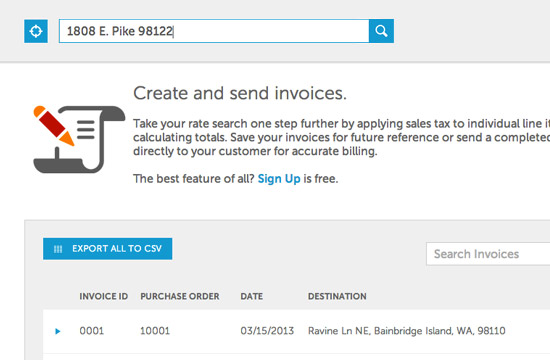 1808 E. Pike 98122
Create and send invoices.
Take your rate search one step further by applying sales tax to individual line
calculating totals. Save your invoices for future reference or send a completed
directly to your customer for accurate billing.
The best feature of all? Sign Up is free.
EXPORT ALL TO CSV
Search Invoices
INVOICE ID PURCHASE ORDER DATE DESTINATION
0001 10001 03/15/2013 Ravine Ln NE, Bainbridge Island, WA, 98110